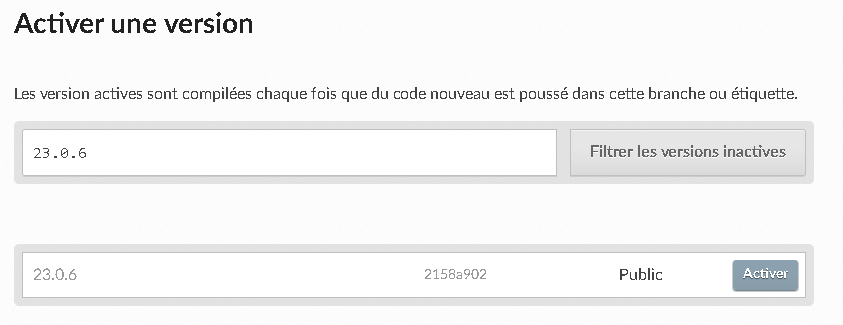 Activer une version
Les version actives sont compilées chaque fois que du code nouveau est poussé dans cette branche ou étiquette.
23.0.6 Filtrer les versions inactives
23.0.6 2158a902 Public Activer